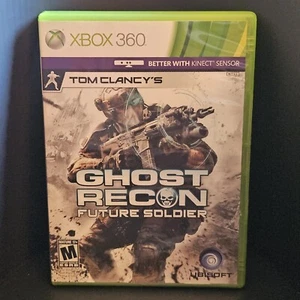 XBOX 360
BETTER WITH KINECT SENSOR
TOM CLANCY'S
GHOST
RECON
FUTURE SOLDIER
M
UBISOFT